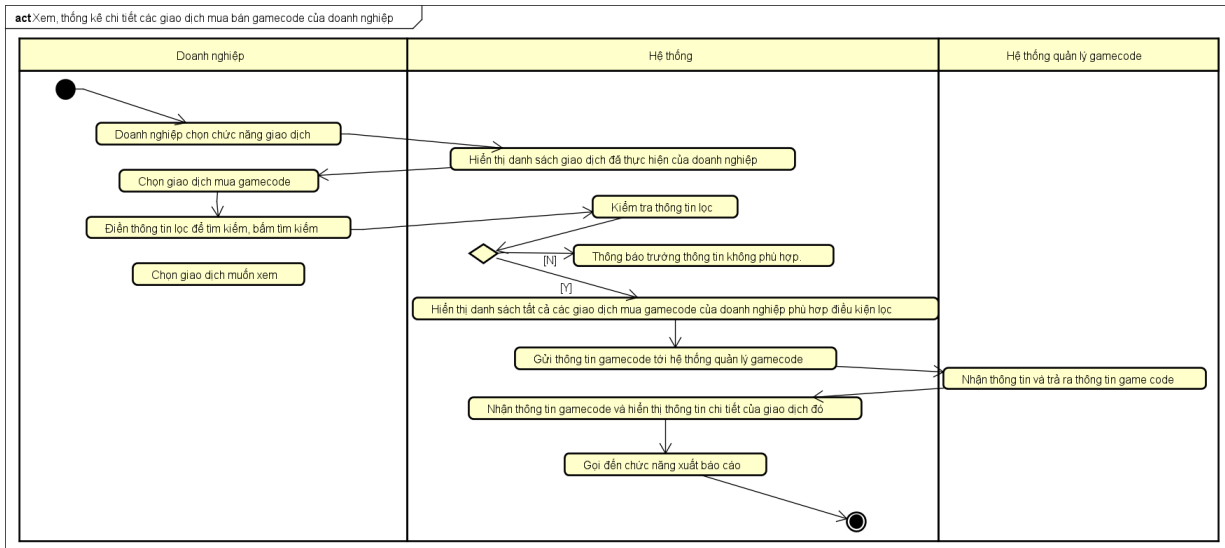 act Xem, thống kê chi tiết các giao dịch mua bán gamecode của doanh nghiệp
Doanh nghiệp
Hệ thống
Hệ thống quản lý gamecode
Doanh nghiệp chọn chức năng giao dịch
Hiển thị danh sách giao dịch đã thực hiện của doanh nghiệp
Chọn giao dịch mua gamecode
Kiểm tra thông tin lọc
Điền thông tin lọc để tìm kiếm, bấm tìm kiếm
[N]
Thông báo trường thông tin không phù hợp.
Chọn giao dịch muốn xem
[Y]
Hiển thị danh sách tất cả các giao dịch mua gamecode của doanh nghiệp phù hợp điều kiện lọc
Gửi thông tin gamecode tới hệ thống quản lý gamecode
Nhận thông tin và trả ra thông tin game code
Nhận thông tin gamecode và hiển thị thông tin chi tiết của giao dịch đó
Gọi đến chức năng xuất báo cáo